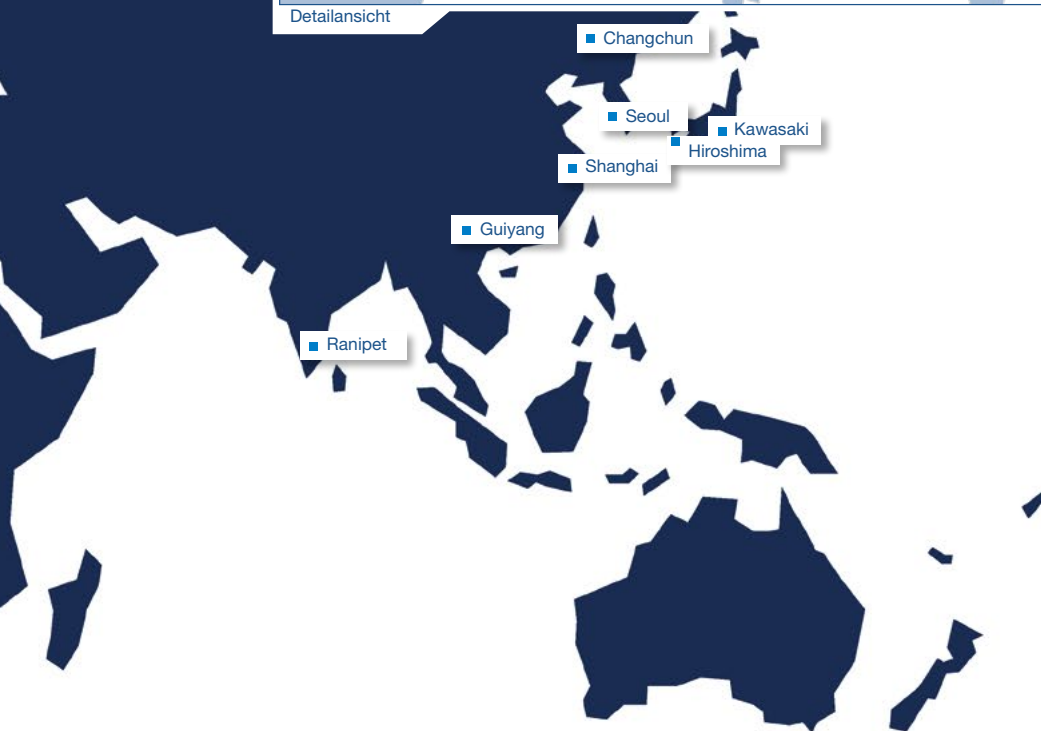 Detailansicht
Changchun
Seoul
Kawasaki
Hiroshima
Shanghai
Guiyang
Ranipet